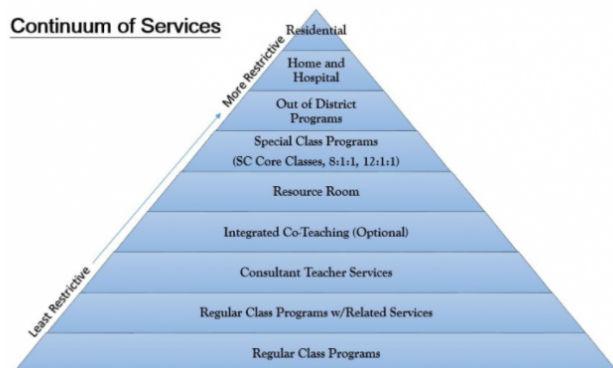 Continuum of Services
Residential
Home and
Hospital
Out of District
Programs
Special Class Programs
(SC Core Classes, 8:1:1, 12:1:1)
Resource Room
Integrated Co-Teaching (Optional)
Consultant Teacher Services
Regular Class Programs w/Related Services
Regular Class Programs
More Restrictive
Least Restrictive